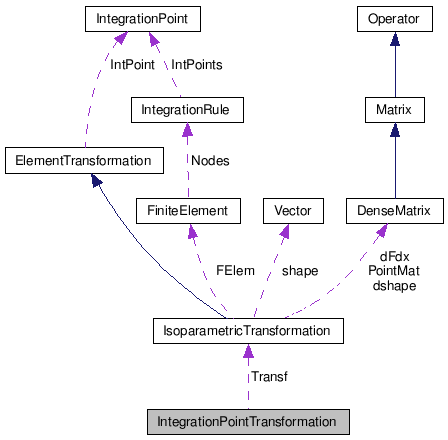 IntegrationPoint
Operator
IntPoint
IntPoints
IntegrationRule
Matrix
ElementTransformation
Nodes
FiniteElement
Vector
DenseMatrix
FElem
shape
dFdx
PointMat
dshape
IsoparametricTransformation
Transf
IntegrationPointTransformation